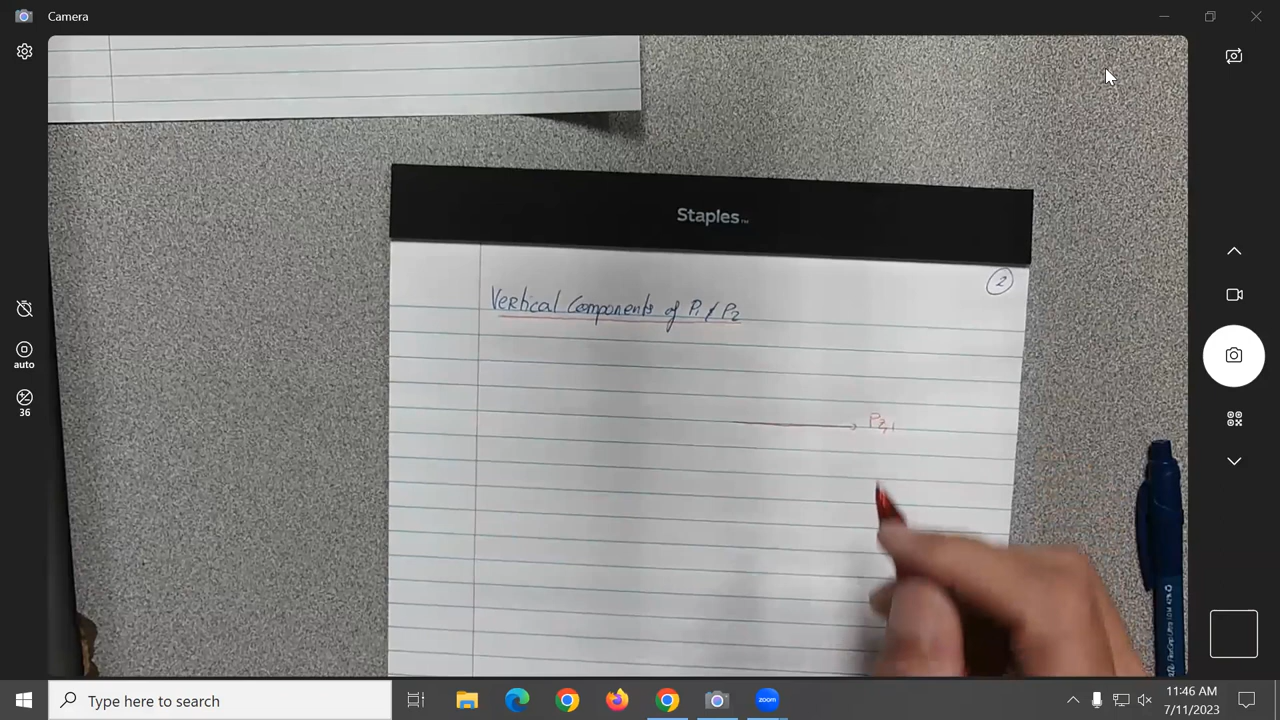 Camera
Staples
2
Vertical Components of P1 & P2
P2,1
auto
36
Type here to search
zoom
11:46 AM
7/11/2023